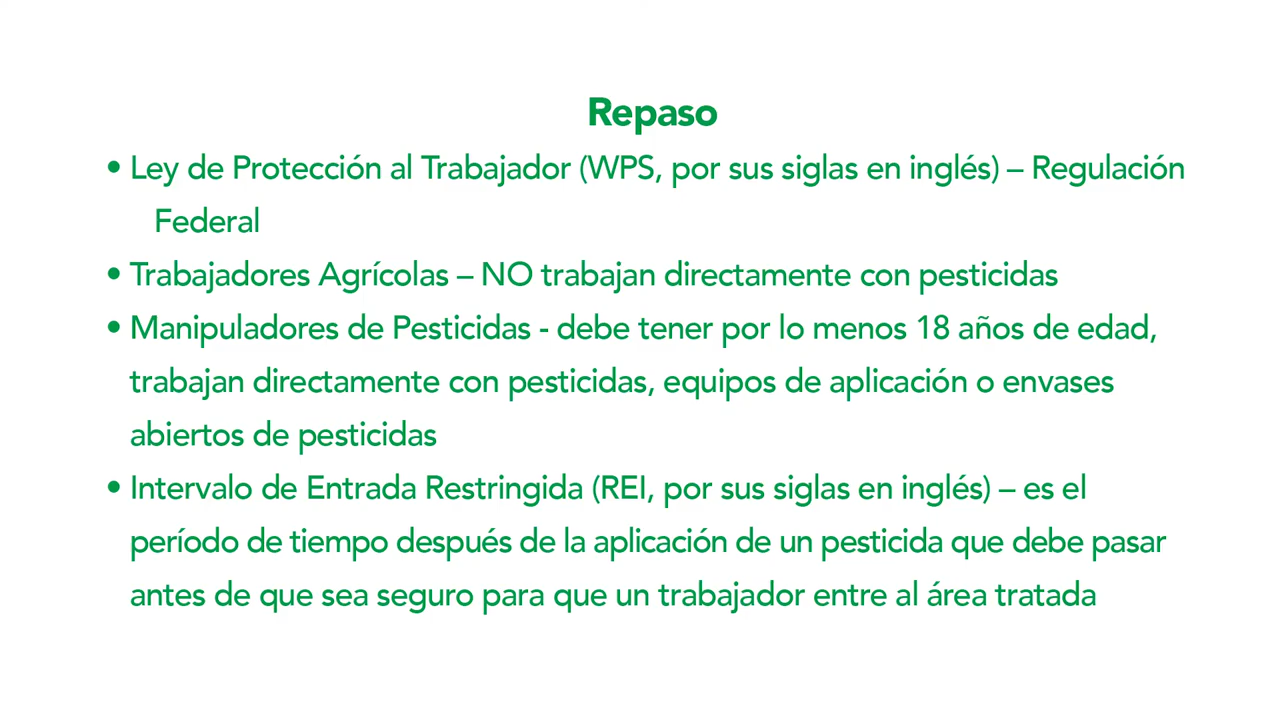 Repaso
• Ley de Protección al Trabajador (WPS, por sus siglas en inglés) – Regulación
Federal
• Trabajadores Agrícolas – NO trabajan directamente con pesticidas
• Manipuladores de Pesticidas - debe tener por lo menos 18 años de edad,
trabajan directamente con pesticidas, equipos de aplicación o envases
abiertos de pesticidas
• Intervalo de Entrada Restringida (REI, por sus siglas en inglés) – es el
período de tiempo después de la aplicación de un pesticida que debe pasar
antes de que sea seguro para que un trabajador entre al área tratada